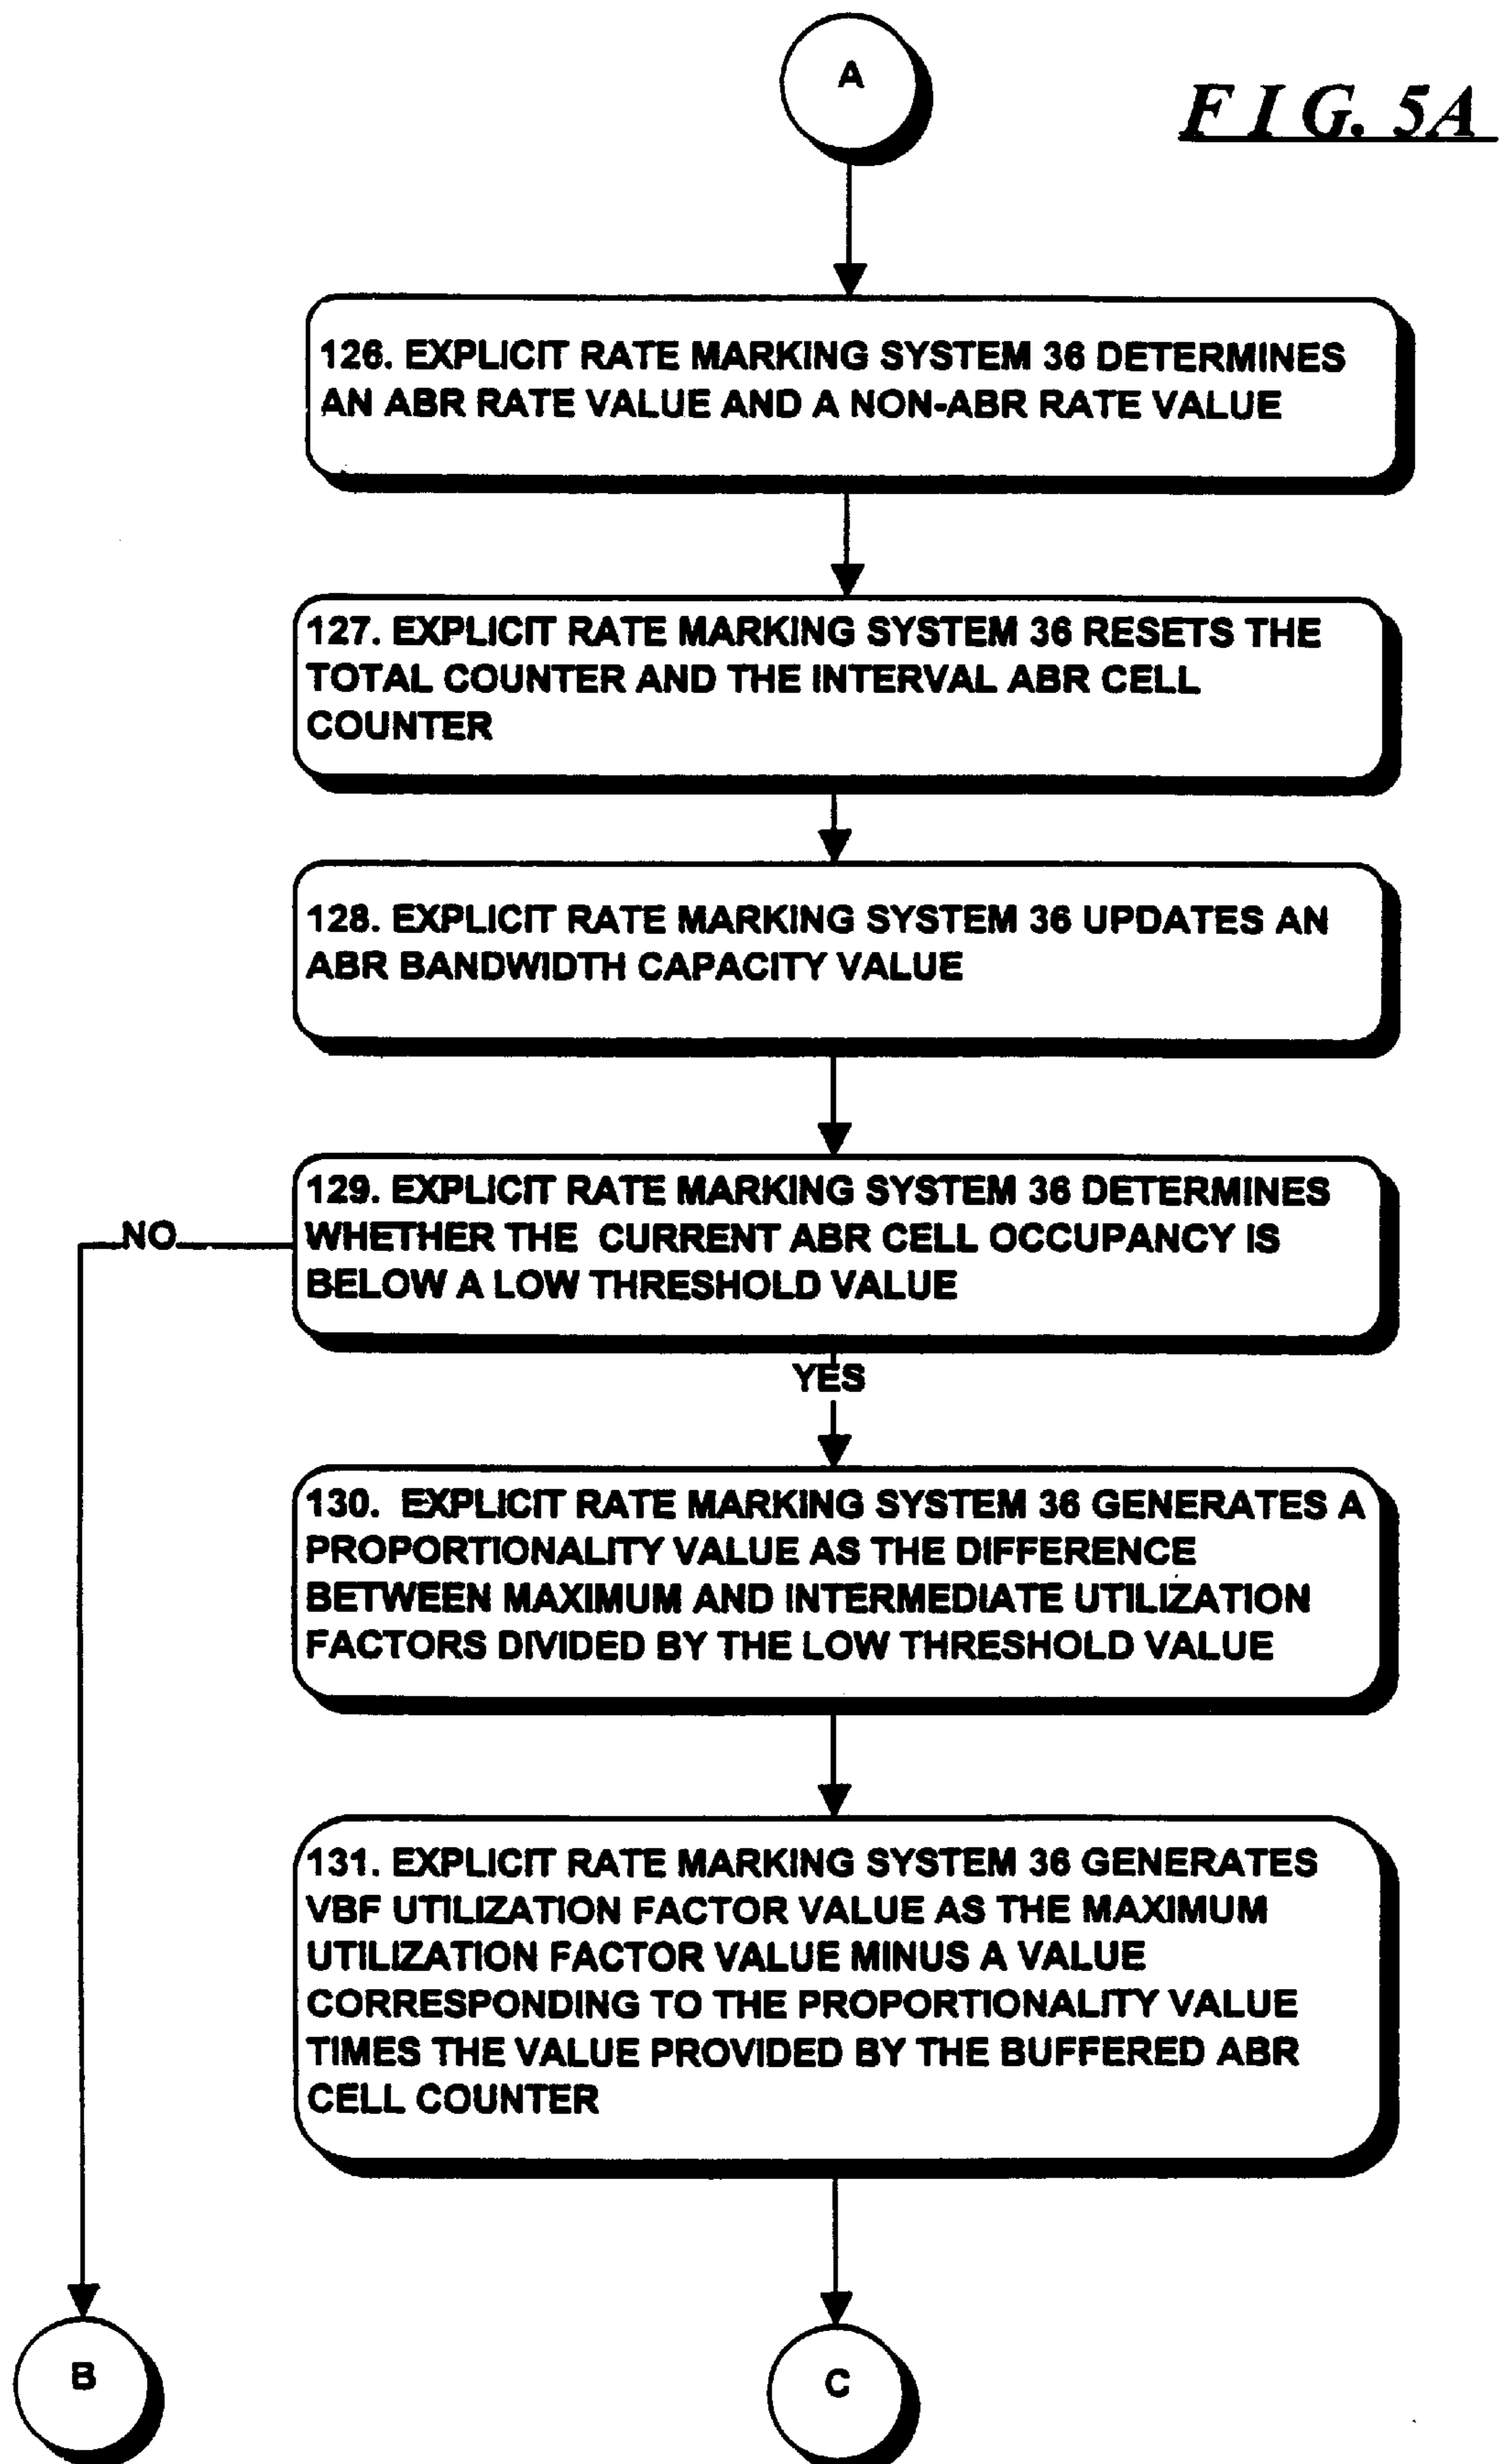 A
FIG. 5A
126. EXPLICIT RATE MARKING SYSTEM 36 DETERMINES
AN ABR RATE VALUE AND A NON-ABR RATE VALUE
127. EXPLICIT RATE MARKING SYSTEM 36 RESETS THE
TOTAL COUNTER AND THE INTERVAL ABR CELL
COUNTER
128. EXPLICIT RATE MARKING SYSTEM 36 UPDATES AN
ABR BANDWIDTH CAPACITY VALUE
129. EXPLICIT RATE MARKING SYSTEM 36 DETERMINES
WHETHER THE CURRENT ABR CELL OCCUPANCY IS
BELOW A LOW THRESHOLD VALUE
NO
YES
130. EXPLICIT RATE MARKING SYSTEM 36 GENERATES A
PROPORTIONALITY VALUE AS THE DIFFERENCE
BETWEEN MAXIMUM AND INTERMEDIATE UTILIZATION
FACTORS DIVIDED BY THE LOW THRESHOLD VALUE
131. EXPLICIT RATE MARKING SYSTEM 36 GENERATES
VBF UTILIZATION FACTOR VALUE AS THE MAXIMUM
UTILIZATION FACTOR VALUE MINUS A VALUE
CORRESPONDING TO THE PROPORTIONALITY VALUE
TIMES THE VALUE PROVIDED BY THE BUFFERED ABR
CELL COUNTER
B
C